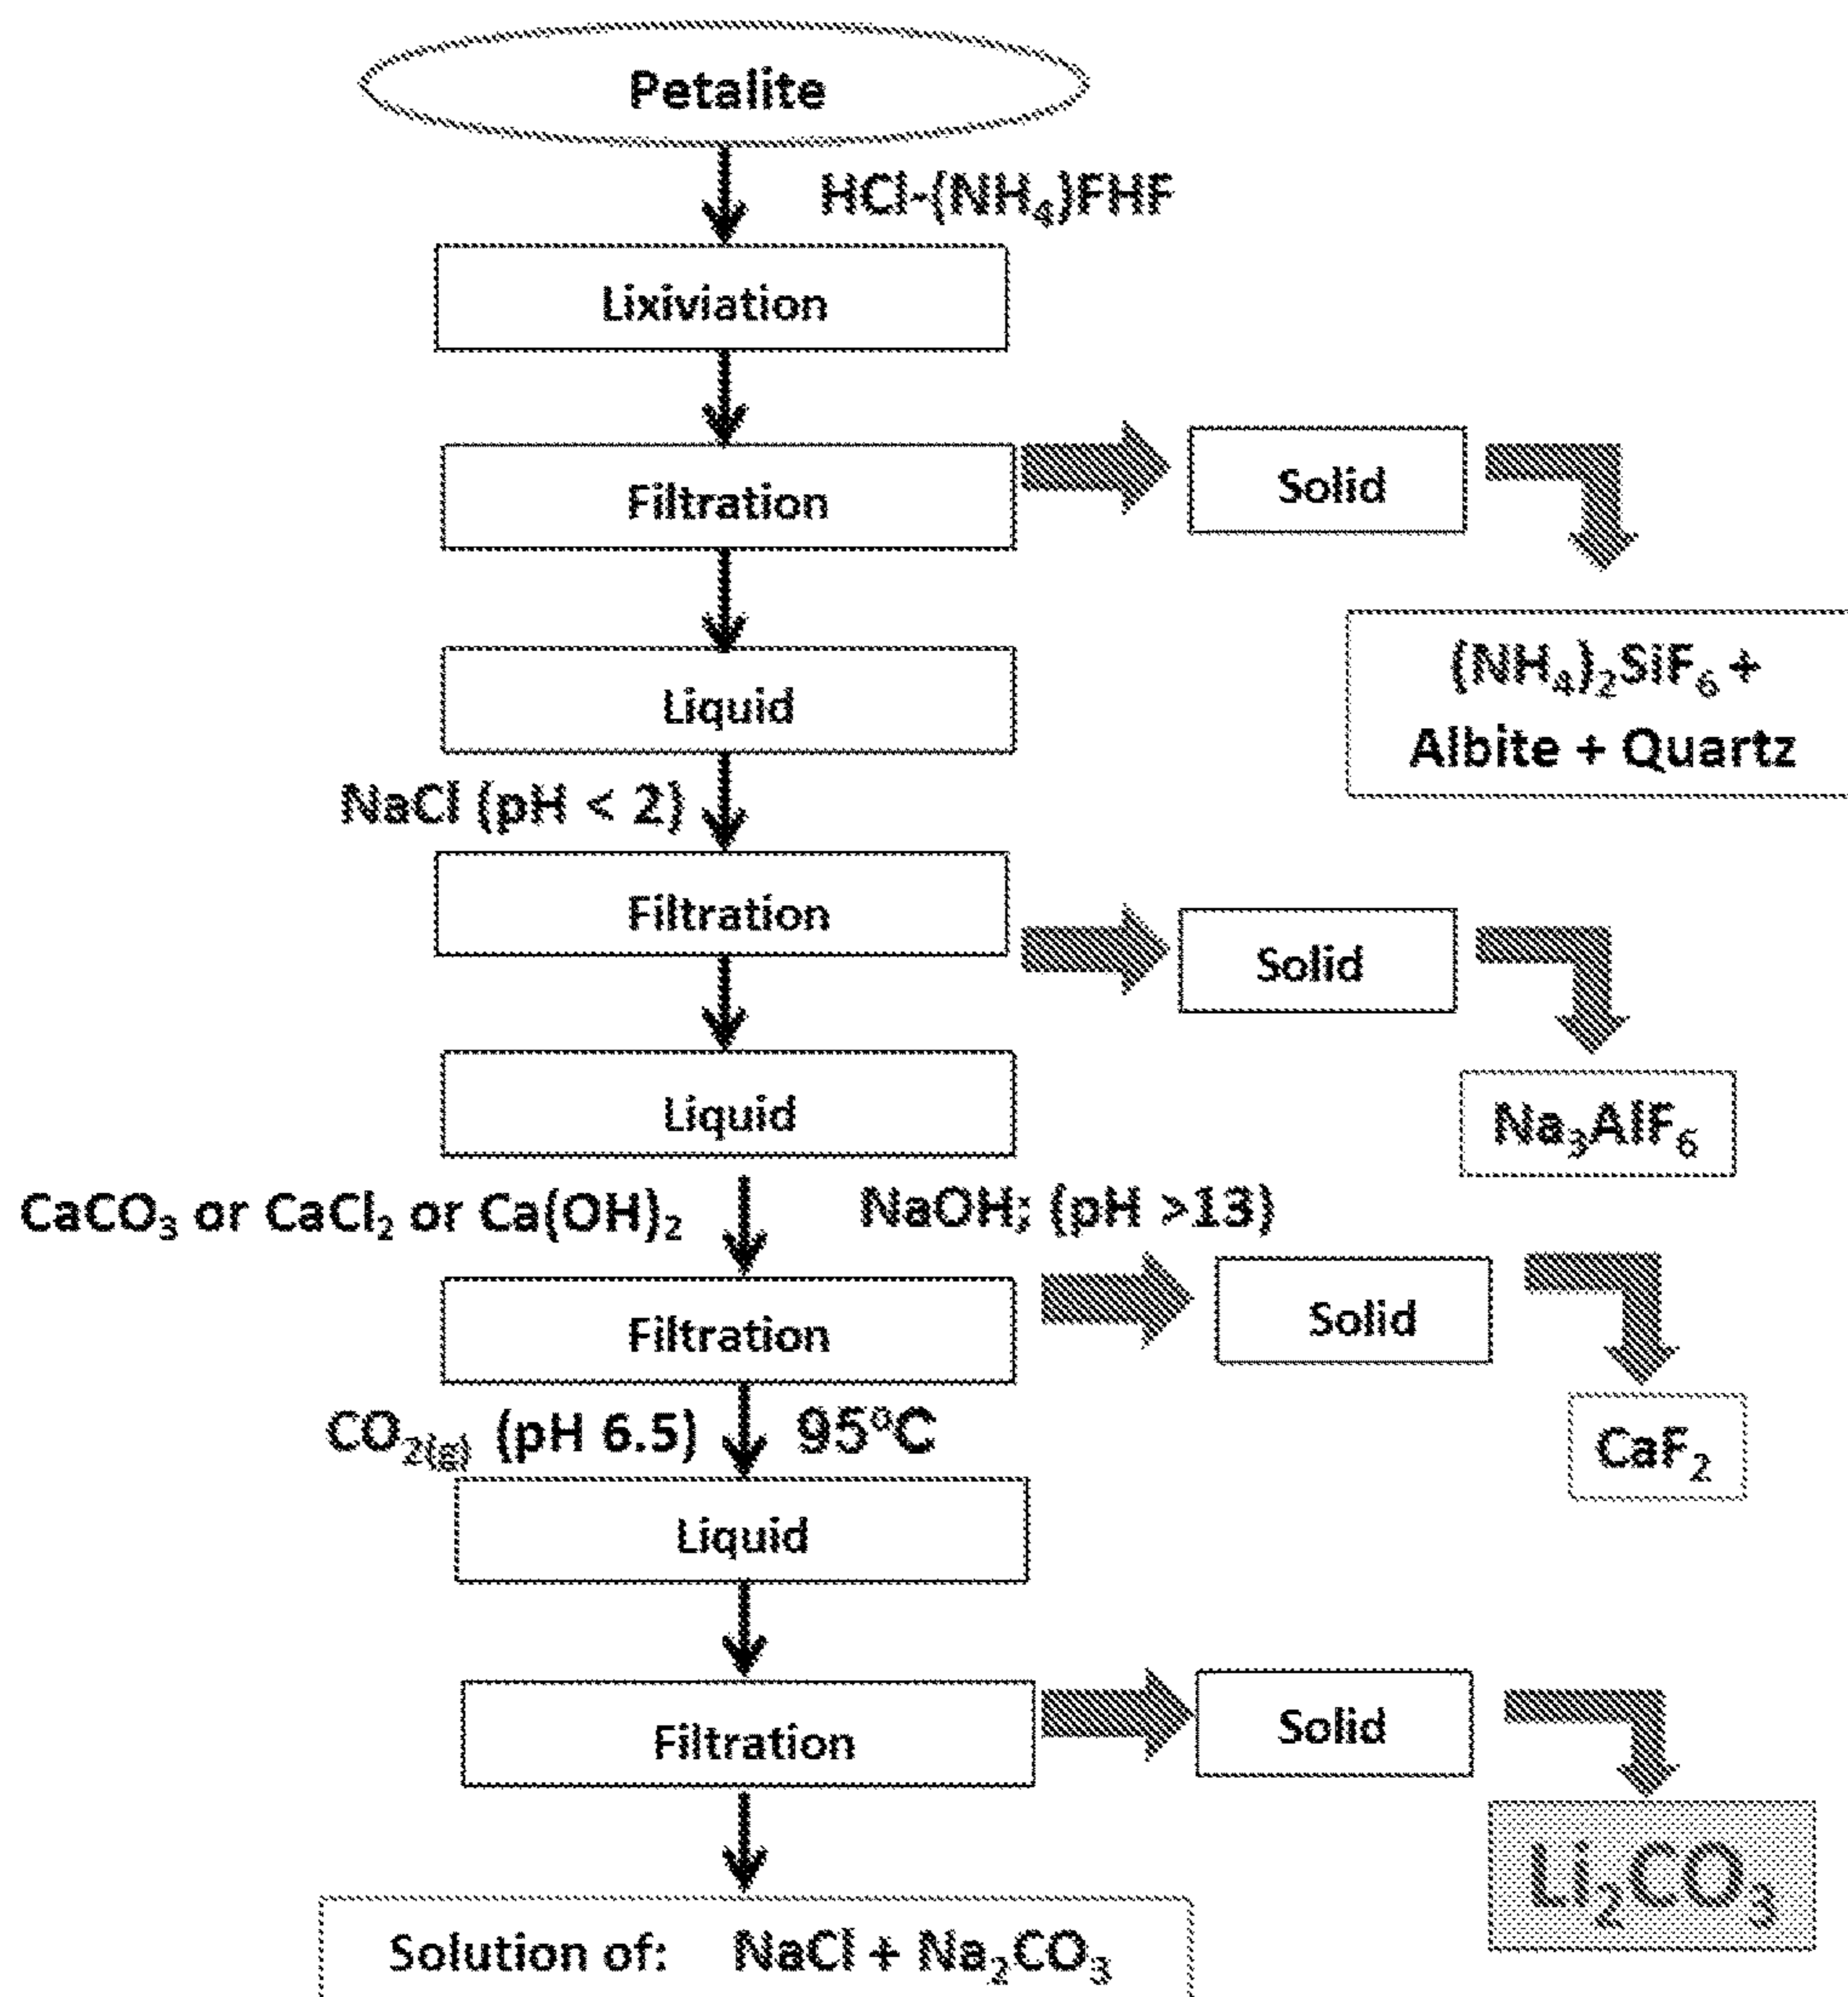 Petalite
HCl-(NH₄)FHF
Lixiviation
Filtration
Solid
(NH₄)₂SiF₆ +
Albite + Quartz
Liquid
NaCl (pH < 2)
Filtration
Solid
Na₃AlF₆
Liquid
CaCO₃ or CaCl₂ or Ca(OH)₂
NaOH; (pH >13)
Filtration
Solid
CaF₂
CO₂(g) (pH 6.5)
95°C
Liquid
Filtration
Solid
Li₂CO₃
Solution of: NaCl + Na₂CO₃